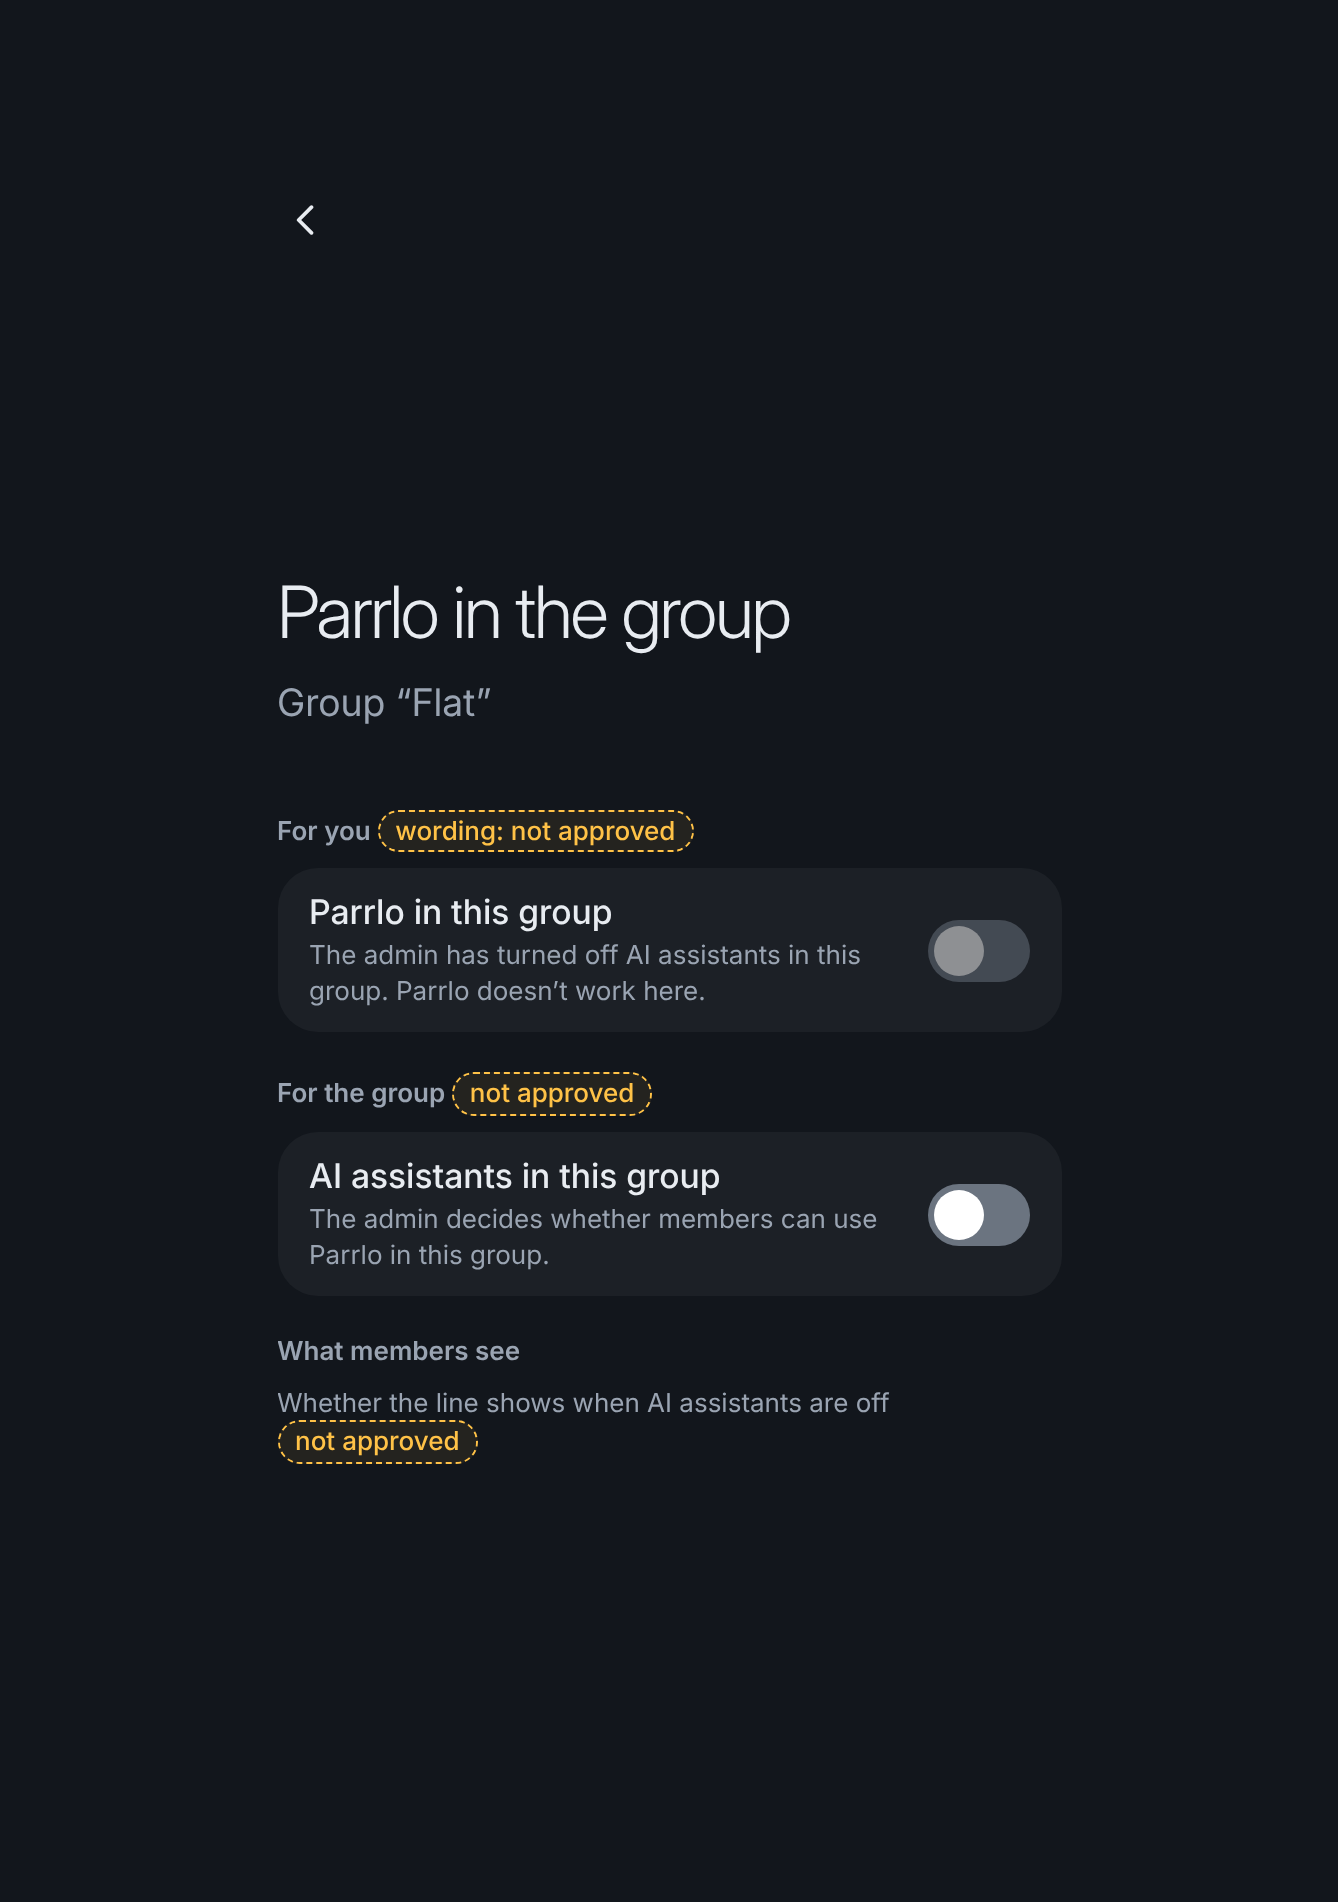 Parrlo in the group
Group “Flat”
For you wording: not approved
Parrlo in this group
The admin has turned off AI assistants in this
group. Parrlo doesn’t work here.
For the group not approved
AI assistants in this group
The admin decides whether members can use
Parrlo in this group.
What members see
Whether the line shows when AI assistants are off
not approved